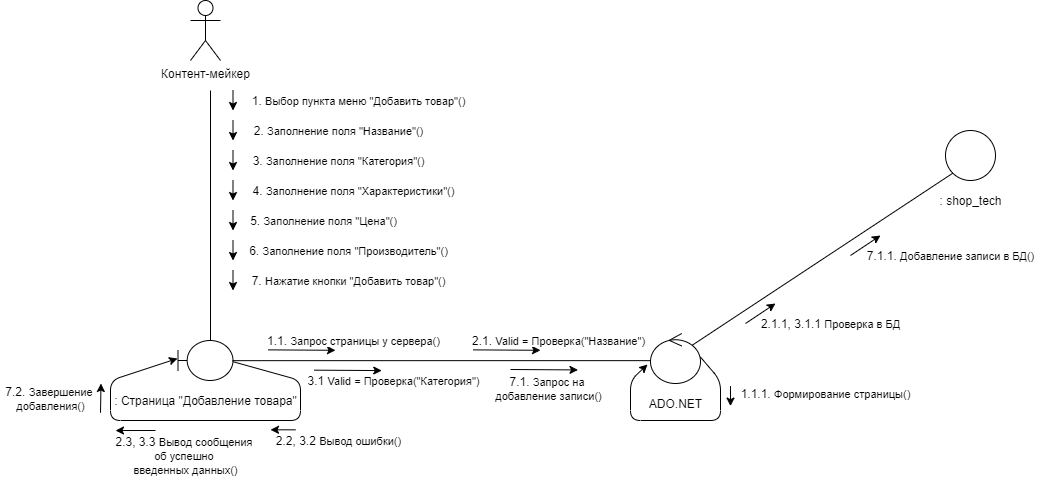 Контент-мейкер
1. Выбор пункта меню "Добавить товар"()
2. Заполнение поля "Название"()
3. Заполнение поля "Категория"()
4. Заполнение поля "Характеристики"()
5. Заполнение поля "Цена"()
6. Заполнение поля "Производитель"()
7. Нажатие кнопки "Добавить товар"()
: shop_tech
7.1.1. Добавление записи в БД()
2.1.1, 3.1.1 Проверка в БД
1.1. Запрос страницы у сервера()
2.1. Valid = Проверка("Название")
3.1 Valid = Проверка("Категория")
7.1. Запрос на
добавление записи()
7.2. Завершение
добавления()
: Страница "Добавление товара"
ADO.NET
1.1.1. Формирование страницы()
2.3, 3.3 Вывод сообщения
об успешно
введенных данных()
2.2, 3.2 Вывод ошибки()